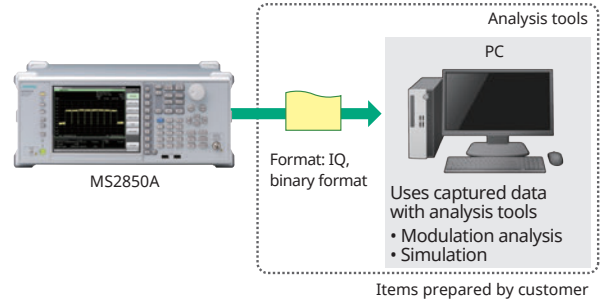 Analysis tools
PC
MS2850A
Format: IQ,
binary format
Uses captured data
with analysis tools
• Modulation analysis
• Simulation
Items prepared by customer